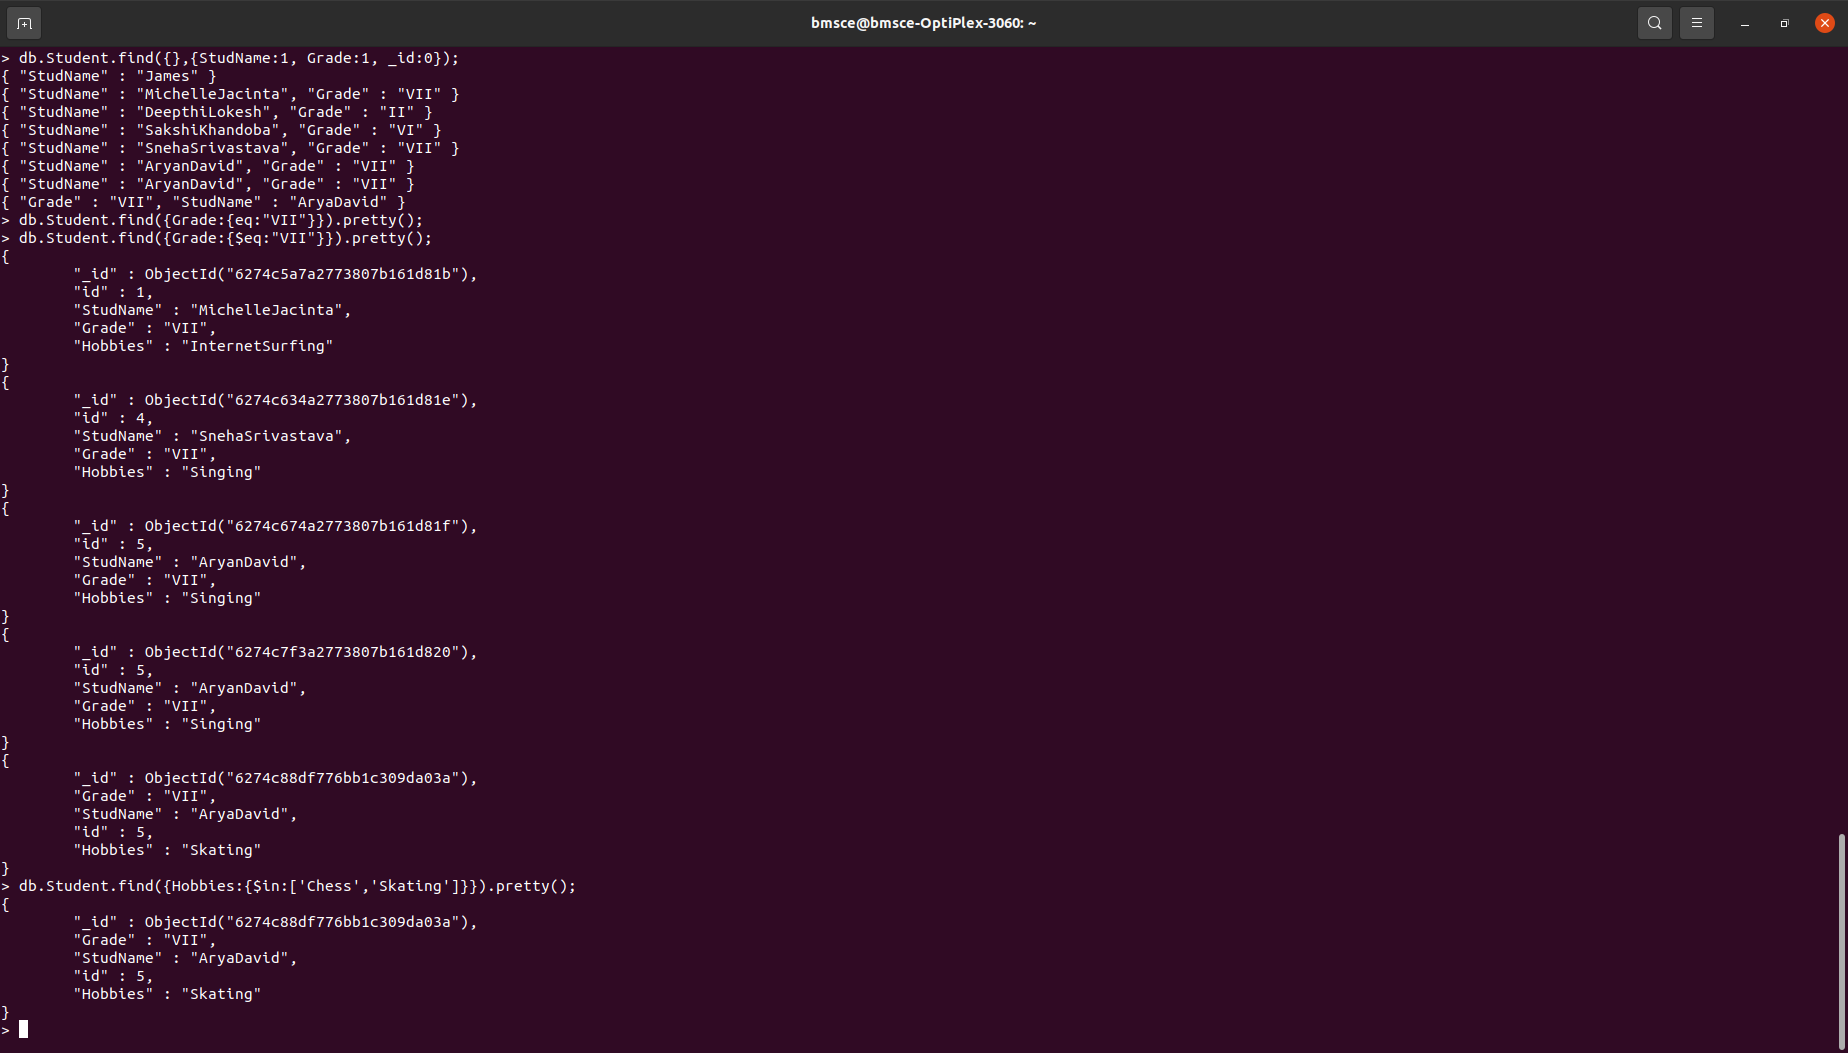 bmsce@bmsce-OptiPlex-3060: ~
> db.Student.find({},{StudName:1, Grade:1, _id:0});
{ "StudName" : "James" }
{ "StudName" : "MichelleJacinta", "Grade" : "VII" }
{ "StudName" : "DeepthiLokesh", "Grade" : "II" }
{ "StudName" : "SakshiKhandoba", "Grade" : "VI" }
{ "StudName" : "SnehaSrivastava", "Grade" : "VII" }
{ "StudName" : "AryanDavid", "Grade" : "VII" }
{ "StudName" : "AryanDavid", "Grade" : "VII" }
{ "Grade" : "VII", "StudName" : "AryaDavid" }
> db.Student.find({Grade:{eq:"VII"}}).pretty();
> db.Student.find({Grade:{$eq:"VII"}}).pretty();
{
        "_id" : ObjectId("6274c5a7a2773807b161d81b"),
        "id" : 1,
        "StudName" : "MichelleJacinta",
        "Grade" : "VII",
        "Hobbies" : "InternetSurfing"
}
{
        "_id" : ObjectId("6274c634a2773807b161d81e"),
        "id" : 4,
        "StudName" : "SnehaSrivastava",
        "Grade" : "VII",
        "Hobbies" : "Singing"
}
{
        "_id" : ObjectId("6274c674a2773807b161d81f"),
        "id" : 5,
        "StudName" : "AryanDavid",
        "Grade" : "VII",
        "Hobbies" : "Singing"
}
{
        "_id" : ObjectId("6274c7f3a2773807b161d820"),
        "id" : 5,
        "StudName" : "AryanDavid",
        "Grade" : "VII",
        "Hobbies" : "Singing"
}
{
        "_id" : ObjectId("6274c88df776bb1c309da03a"),
        "Grade" : "VII",
        "StudName" : "AryaDavid",
        "id" : 5,
        "Hobbies" : "Skating"
}
> db.Student.find({Hobbies:{$in:['Chess','Skating']}}).pretty();
{
        "_id" : ObjectId("6274c88df776bb1c309da03a"),
        "Grade" : "VII",
        "StudName" : "AryaDavid",
        "id" : 5,
        "Hobbies" : "Skating"
}
>